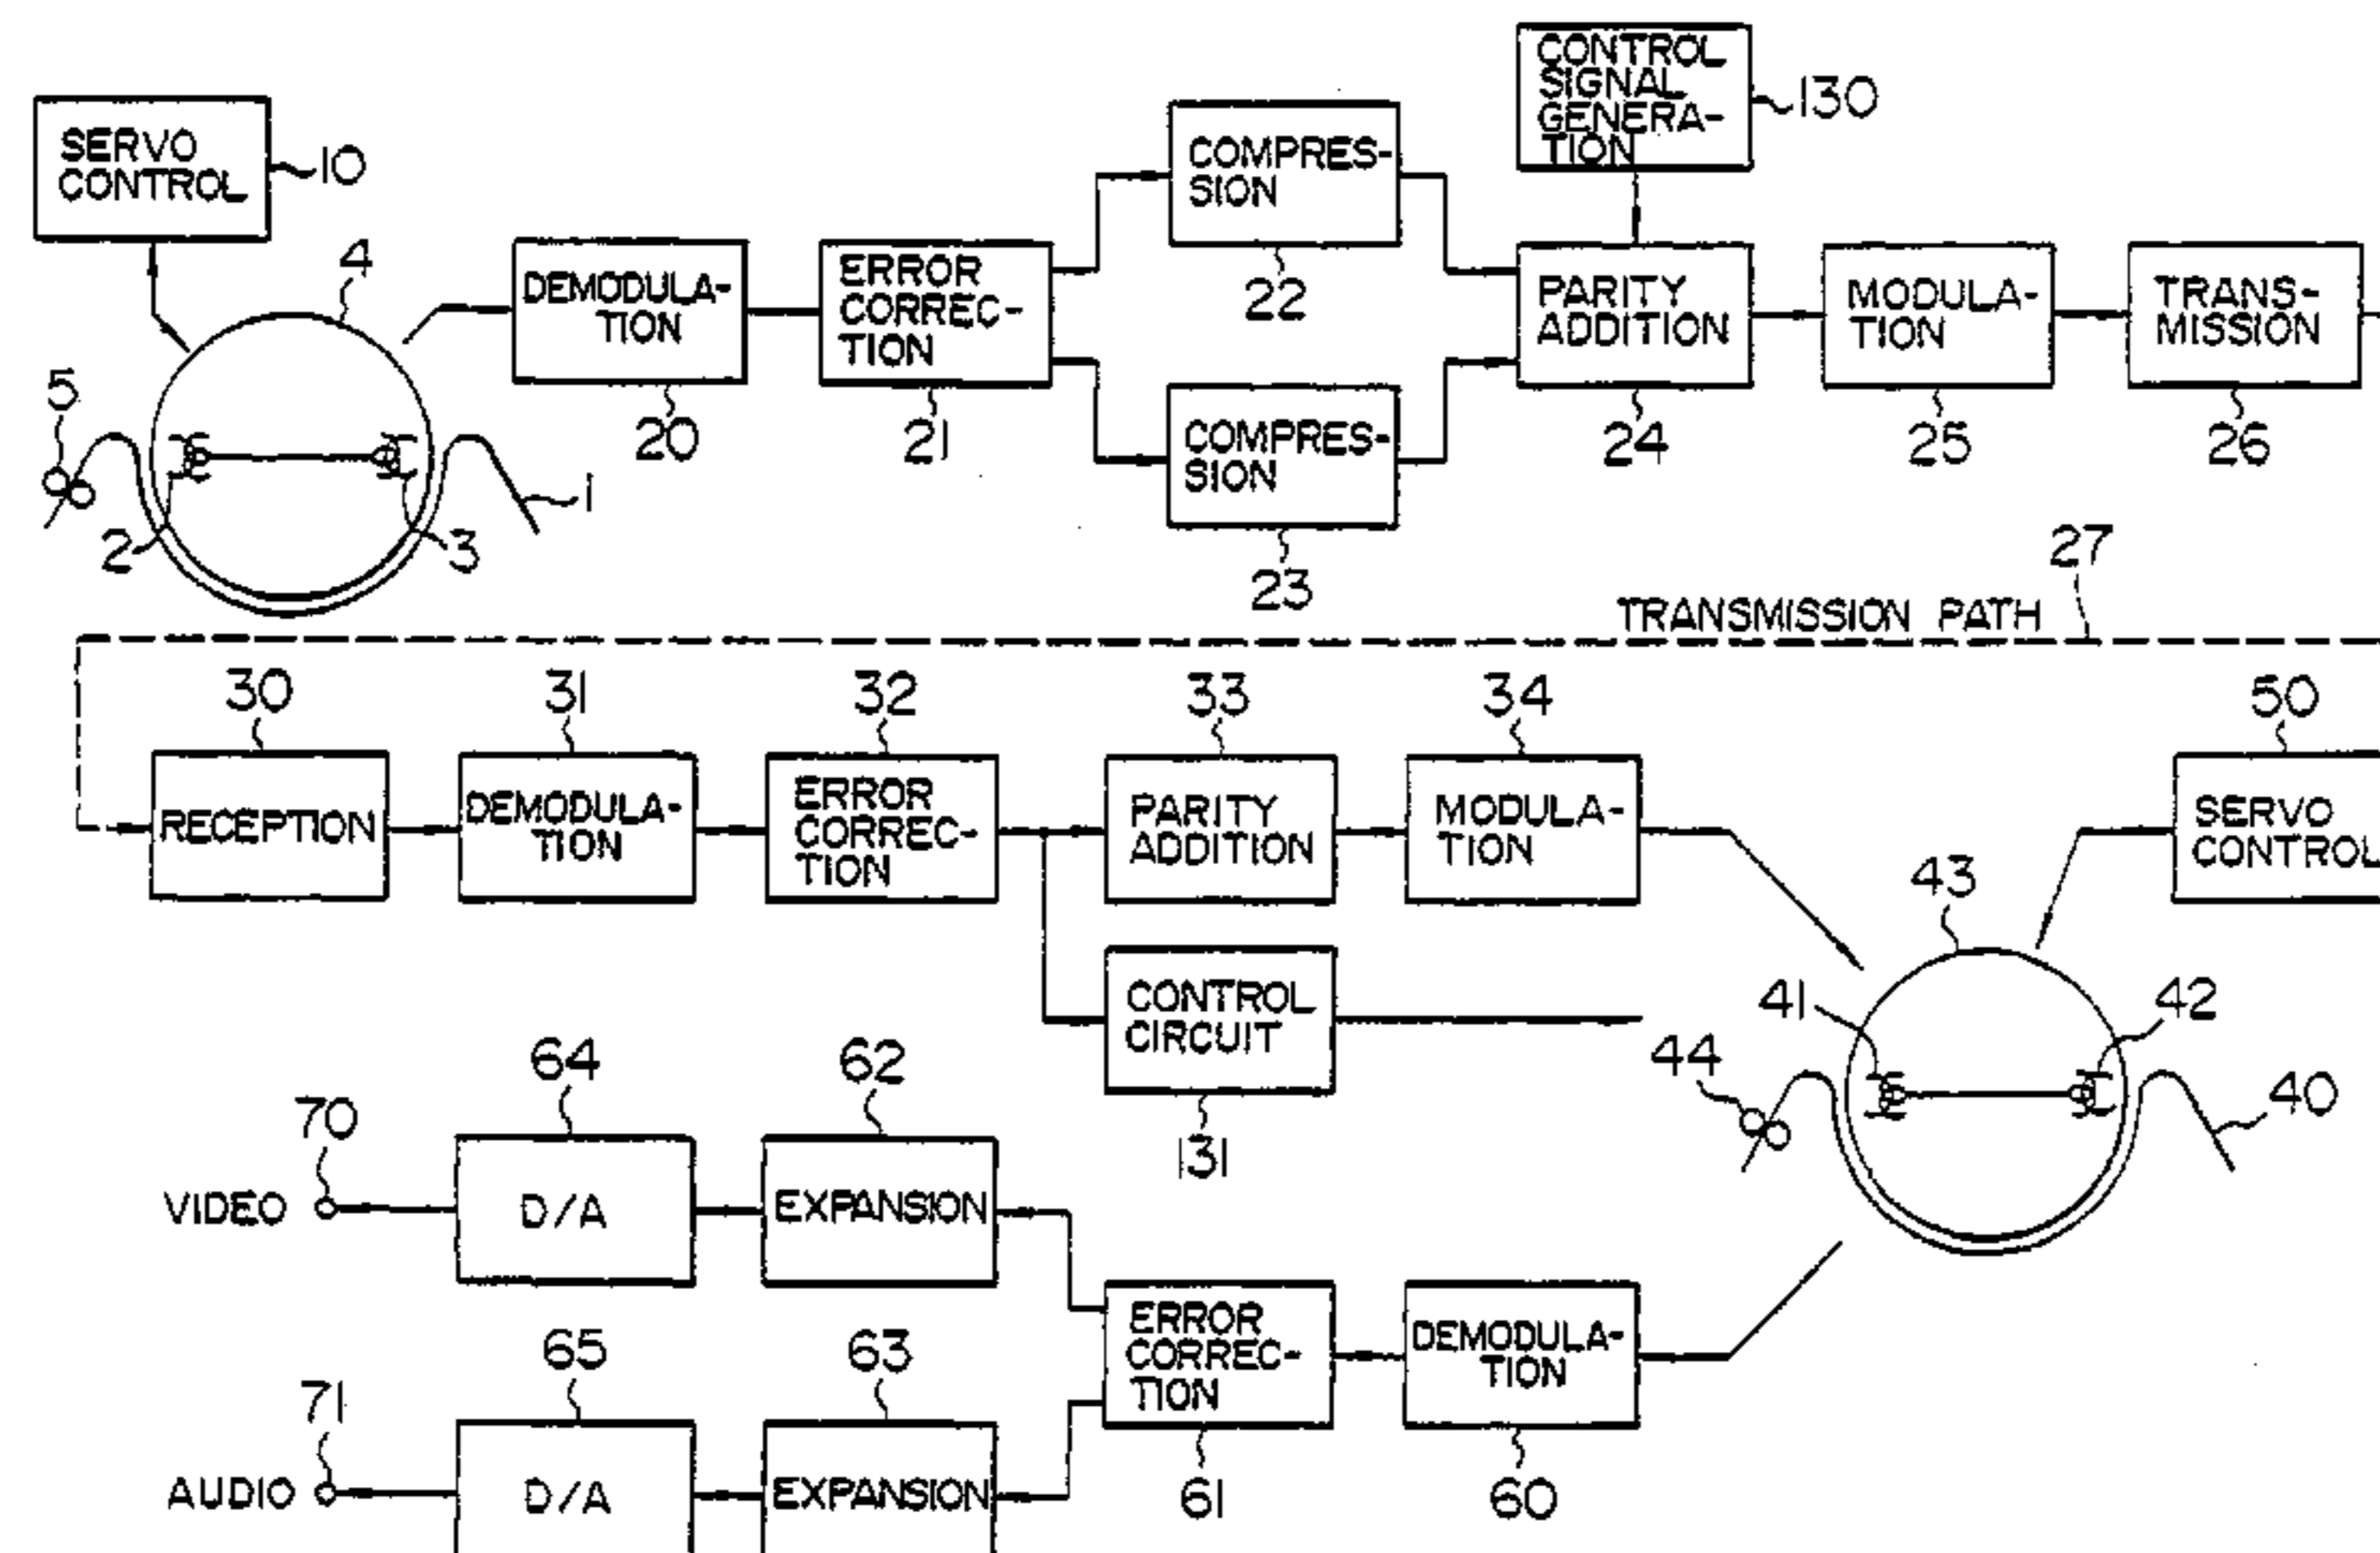 CONTROL
SIGNAL
GENERA-
TION
130
SERVO
CONTROL
10
COMPRES-
SION
22
4
DEMODULA-
TION
20
ERROR
CORREC-
TION
21
PARITY
ADDITION
24
MODULA-
TION
25
TRANS-
MISSION
26
5
1
2
3
COMPRES-
SION
23
27
TRANSMISSION PATH
30
31
32
33
34
50
RECEPTION
DEMODULA-
TION
ERROR
CORREC-
TION
PARITY
ADDITION
MODULA-
TION
SERVO
CONTROL
43
CONTROL
CIRCUIT
131
41
42
44
40
64
62
70
VIDEO
D/A
EXPANSION
ERROR
CORREC-
TION
61
DEMODULA-
TION
60
65
63
71
AUDIO
D/A
EXPANSION